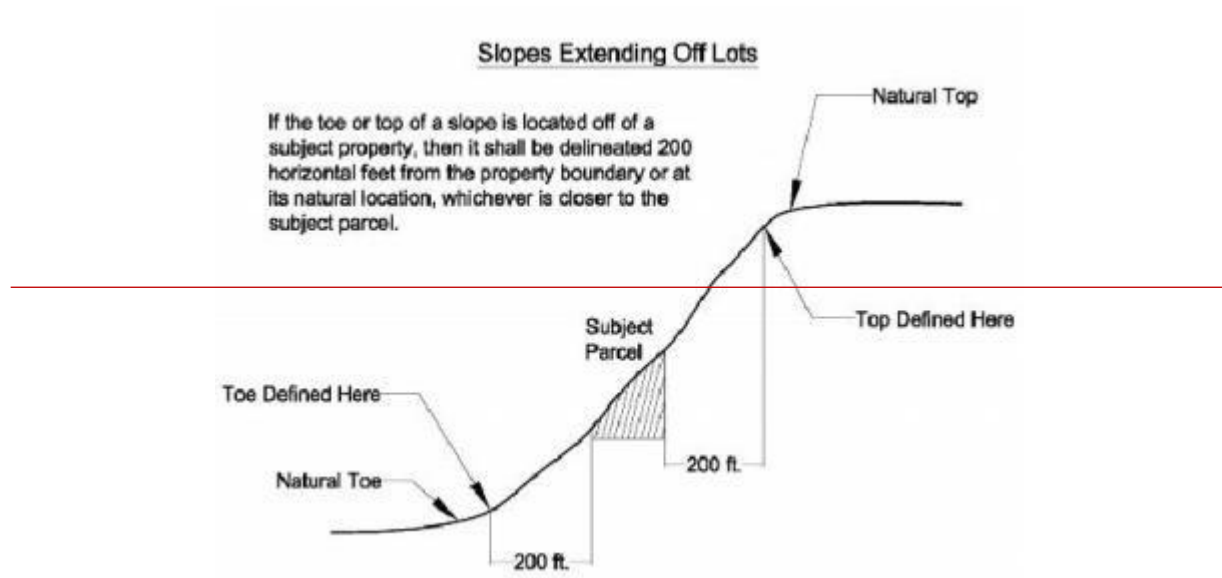 Slopes Extending Off Lots
Natural Top
If the toe or top of a slope is located off of a
subject property, then it shall be delineated 200
horizontal feet from the property boundary or at
its natural location, whichever is closer to the
subject parcel.
Subject
Parcel
Top Defined Here
Toe Defined Here
200 ft.
Natural Toe
200 ft.